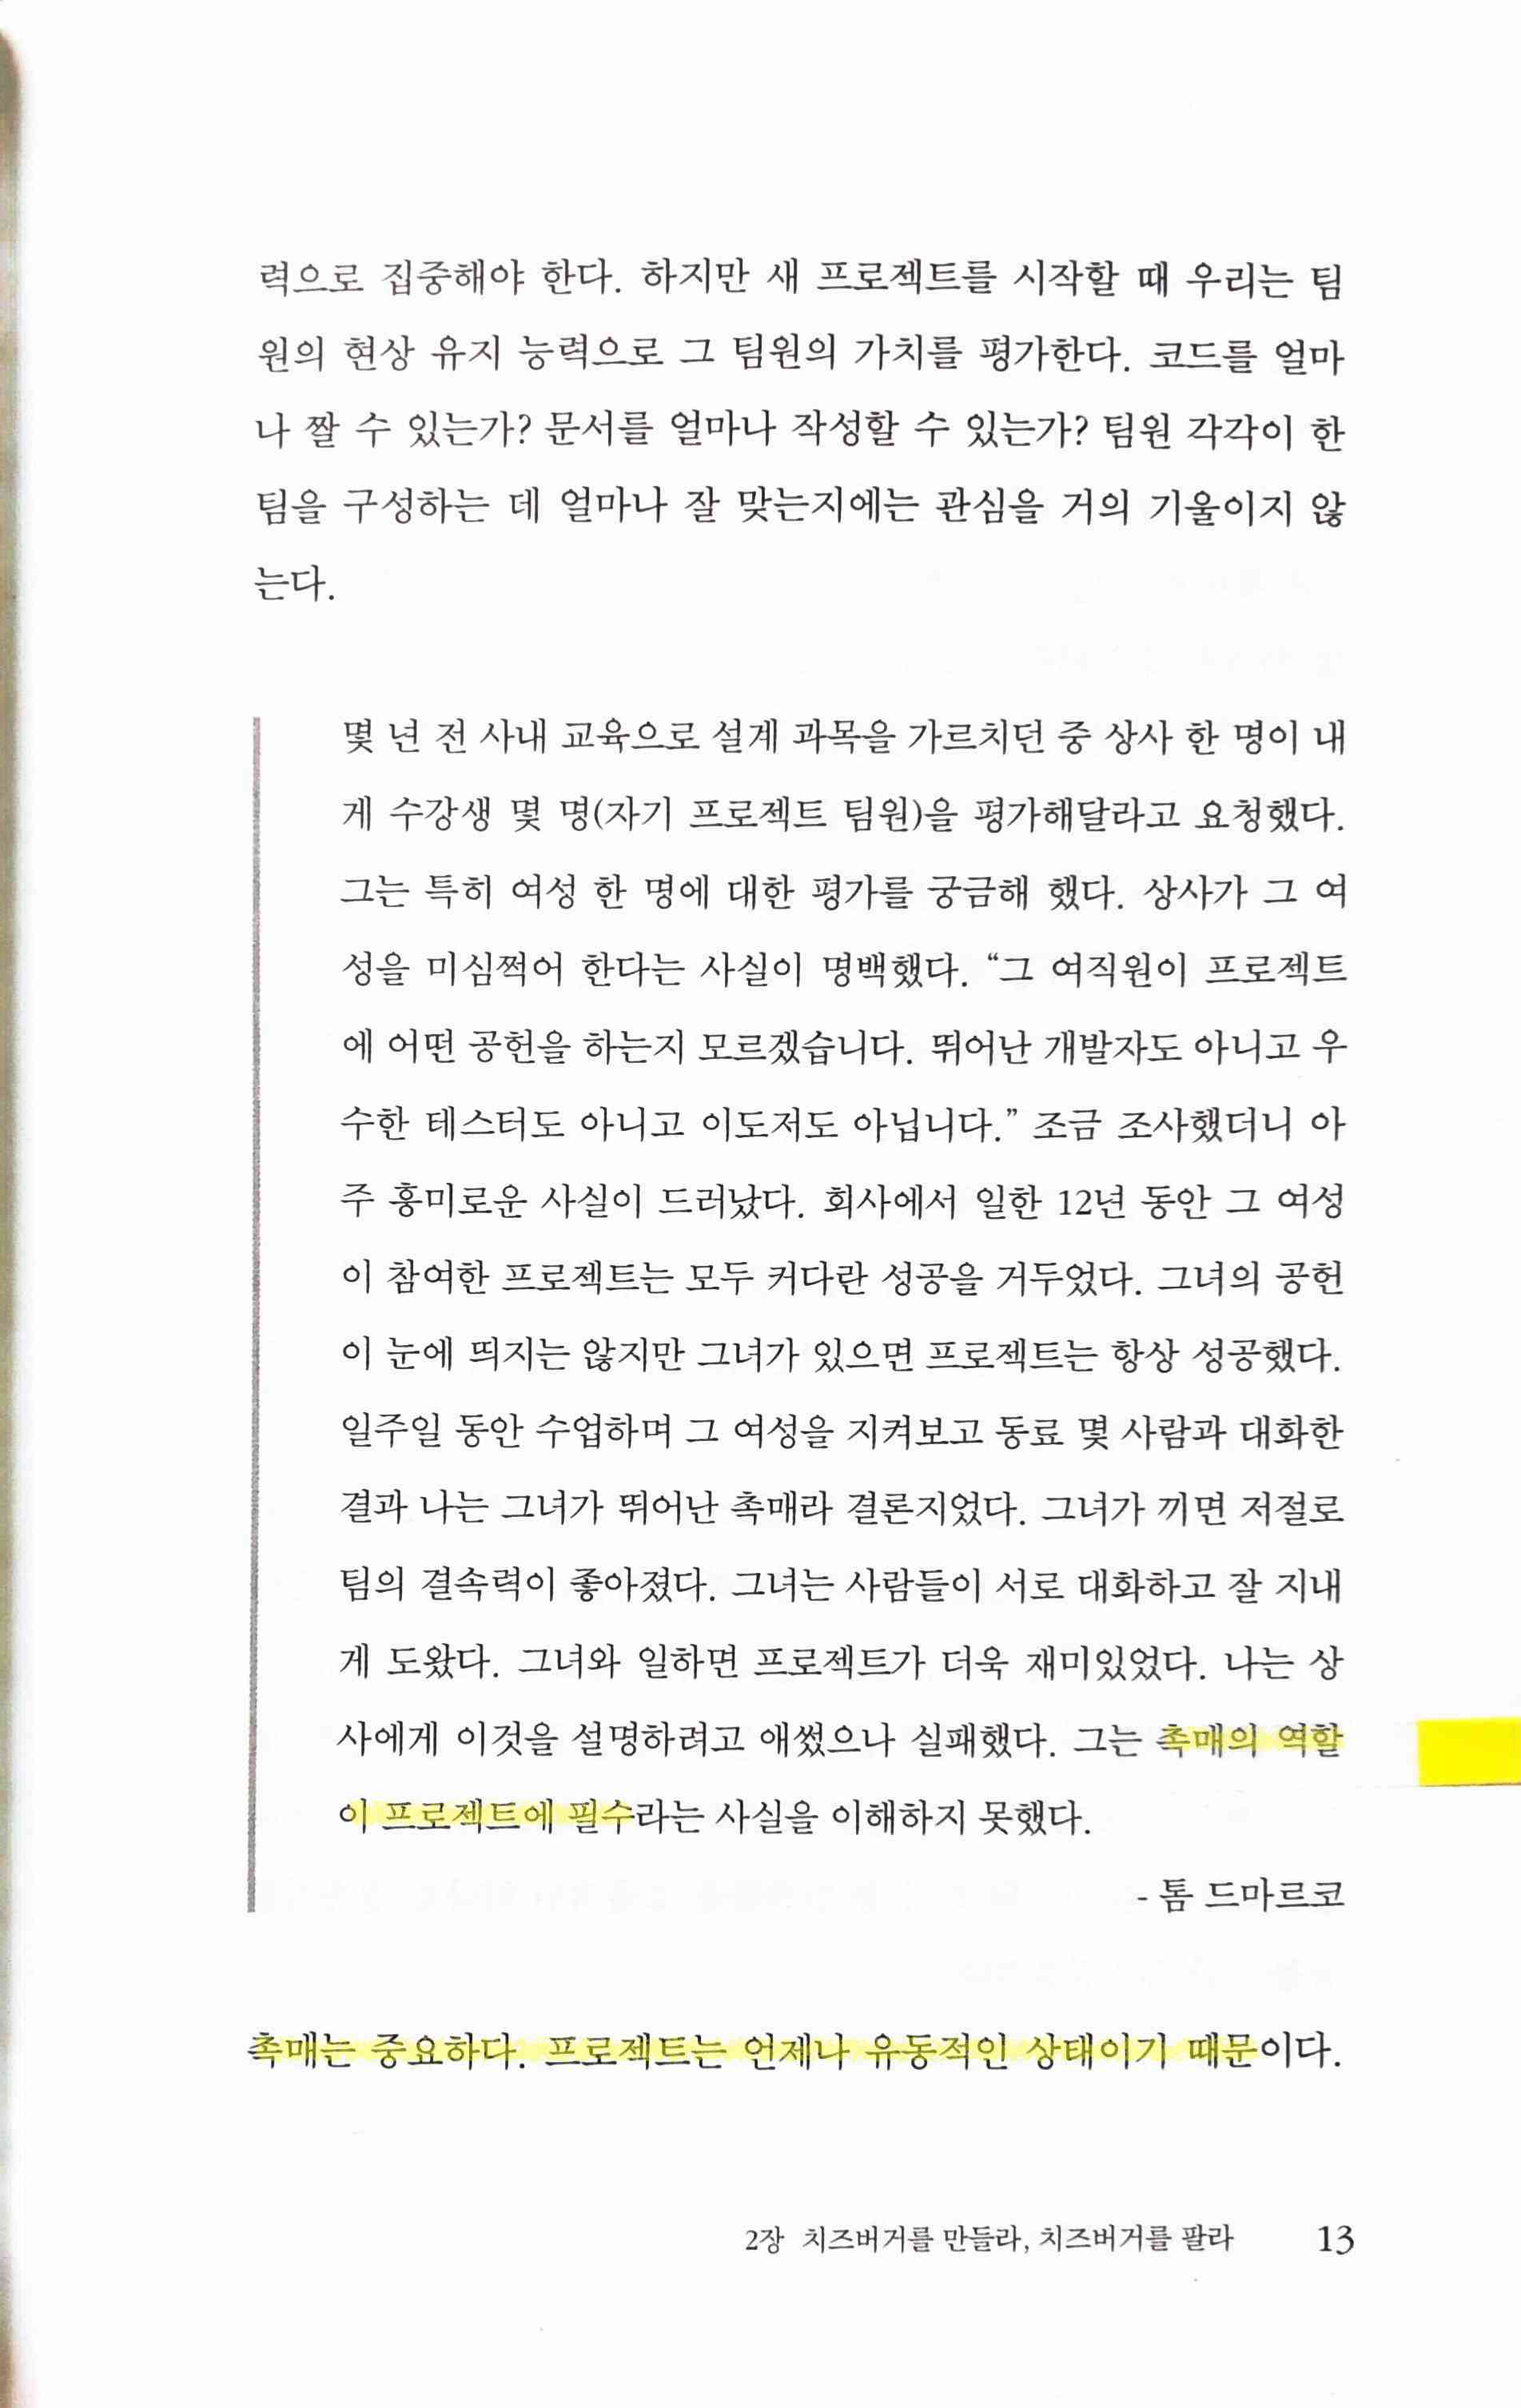 력으로 집중해야 한다. 하지만 새 프로젝트를 시작할 때 우리는 팀
원의 현상 유지 능력으로 그 팀원의 가치를 평가한다. 코드를 얼마
나 짤 수 있는가? 문서를 얼마나 작성할 수 있는가? 팀원 각각이 한
팀을 구성하는 데 얼마나 잘 맞는지에는 관심을 거의 기울이지 않
는다.
몇 년 전 사내 교육으로 설계 과목을 가르치던 중 상사 한 명이 내
게 수강생 몇 명(자기 프로젝트 팀원)을 평가해달라고 요청했다.
그는 특히 여성 한 명에 대한 평가를 궁금해 했다. 상사가 그 여
성을 미심쩍어 한다는 사실이 명백했다. “그 여직원이 프로젝트
에 어떤 공헌을 하는지 모르겠습니다. 뛰어난 개발자도 아니고 우
수한 테스터도 아니고 이도저도 아닙니다.” 조금 조사했더니 아
주 흥미로운 사실이 드러났다. 회사에서 일한 12년 동안 그 여성
이 참여한 프로젝트는 모두 커다란 성공을 거두었다. 그녀의 공헌
이 눈에 띄지는 않지만 그녀가 있으면 프로젝트는 항상 성공했다.
일주일 동안 수업하며 그 여성을 지켜보고 동료 몇 사람과 대화한
결과 나는 그녀가 뛰어난 촉매라 결론지었다. 그녀가 끼면 저절로
팀의 결속력이 좋아졌다. 그녀는 사람들이 서로 대화하고 잘 지내
게 도왔다. 그녀와 일하면 프로젝트가 더욱 재미있었다. 나는 상
사에게 이것을 설명하려고 애썼으나 실패했다. 그는 촉매의 역할
이 프로젝트에 필수라는 사실을 이해하지 못했다.
- 톰 드마르코
촉매는 중요하다. 프로젝트는 언제나 유동적인 상태이기 때문이다.
2장 치즈버거를 만들라, 치즈버거를 팔라 13